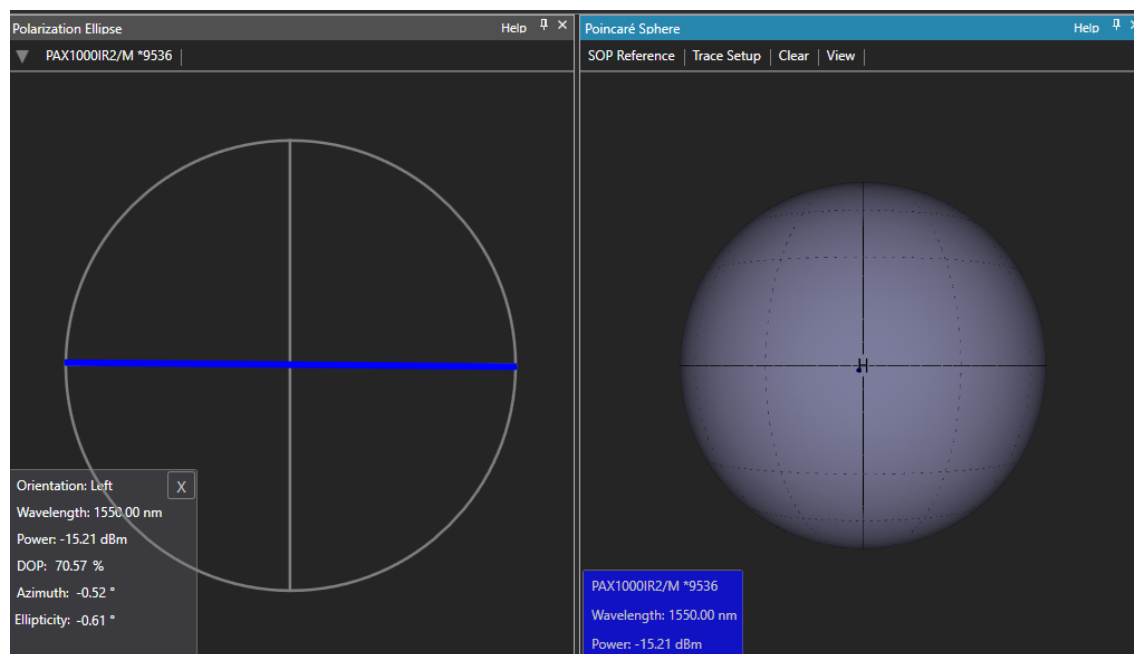 Polarization Ellipse Help
PAX1000IR2/M *9536
Orientation: Left X
Wavelength: 1550.00 nm
Power: -15.21 dBm
DOP: 70.57 %
Azimuth: -0.52 °
Ellipticity: -0.61 °
Poincaré Sphere Help
SOP Reference Trace Setup Clear View
H
PAX1000IR2/M *9536
Wavelength: 1550.00 nm
Power: -15.21 dBm